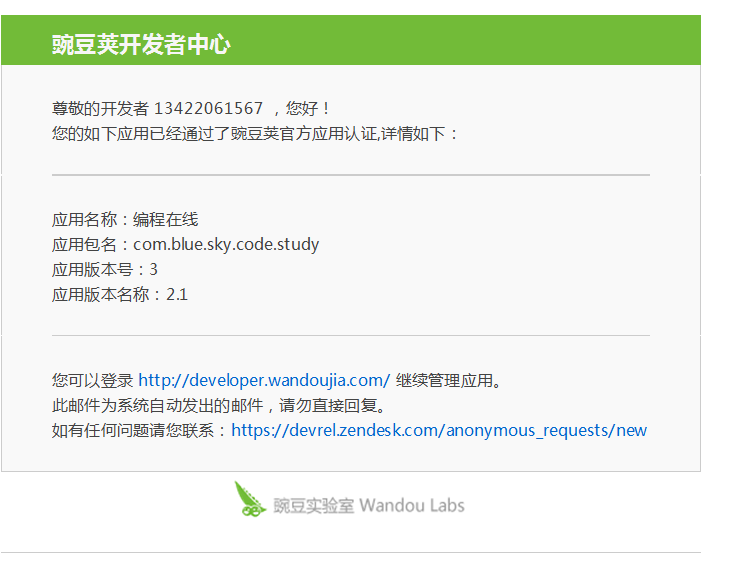 豌豆荚开发者中心
尊敬的开发者 13422061567 ，您好！
您的如下应用已经通过了豌豆荚官方应用认证,详情如下：
应用名称：编程在线
应用包名：com.blue.sky.code.study
应用版本号：3
应用版本名称：2.1
您可以登录 http://developer.wandoujia.com/ 继续管理应用。
此邮件为系统自动发出的邮件，请勿直接回复。
如有任何问题请您联系：https://devrel.zendesk.com/anonymous_requests/new
豌豆实验室 Wandou Labs